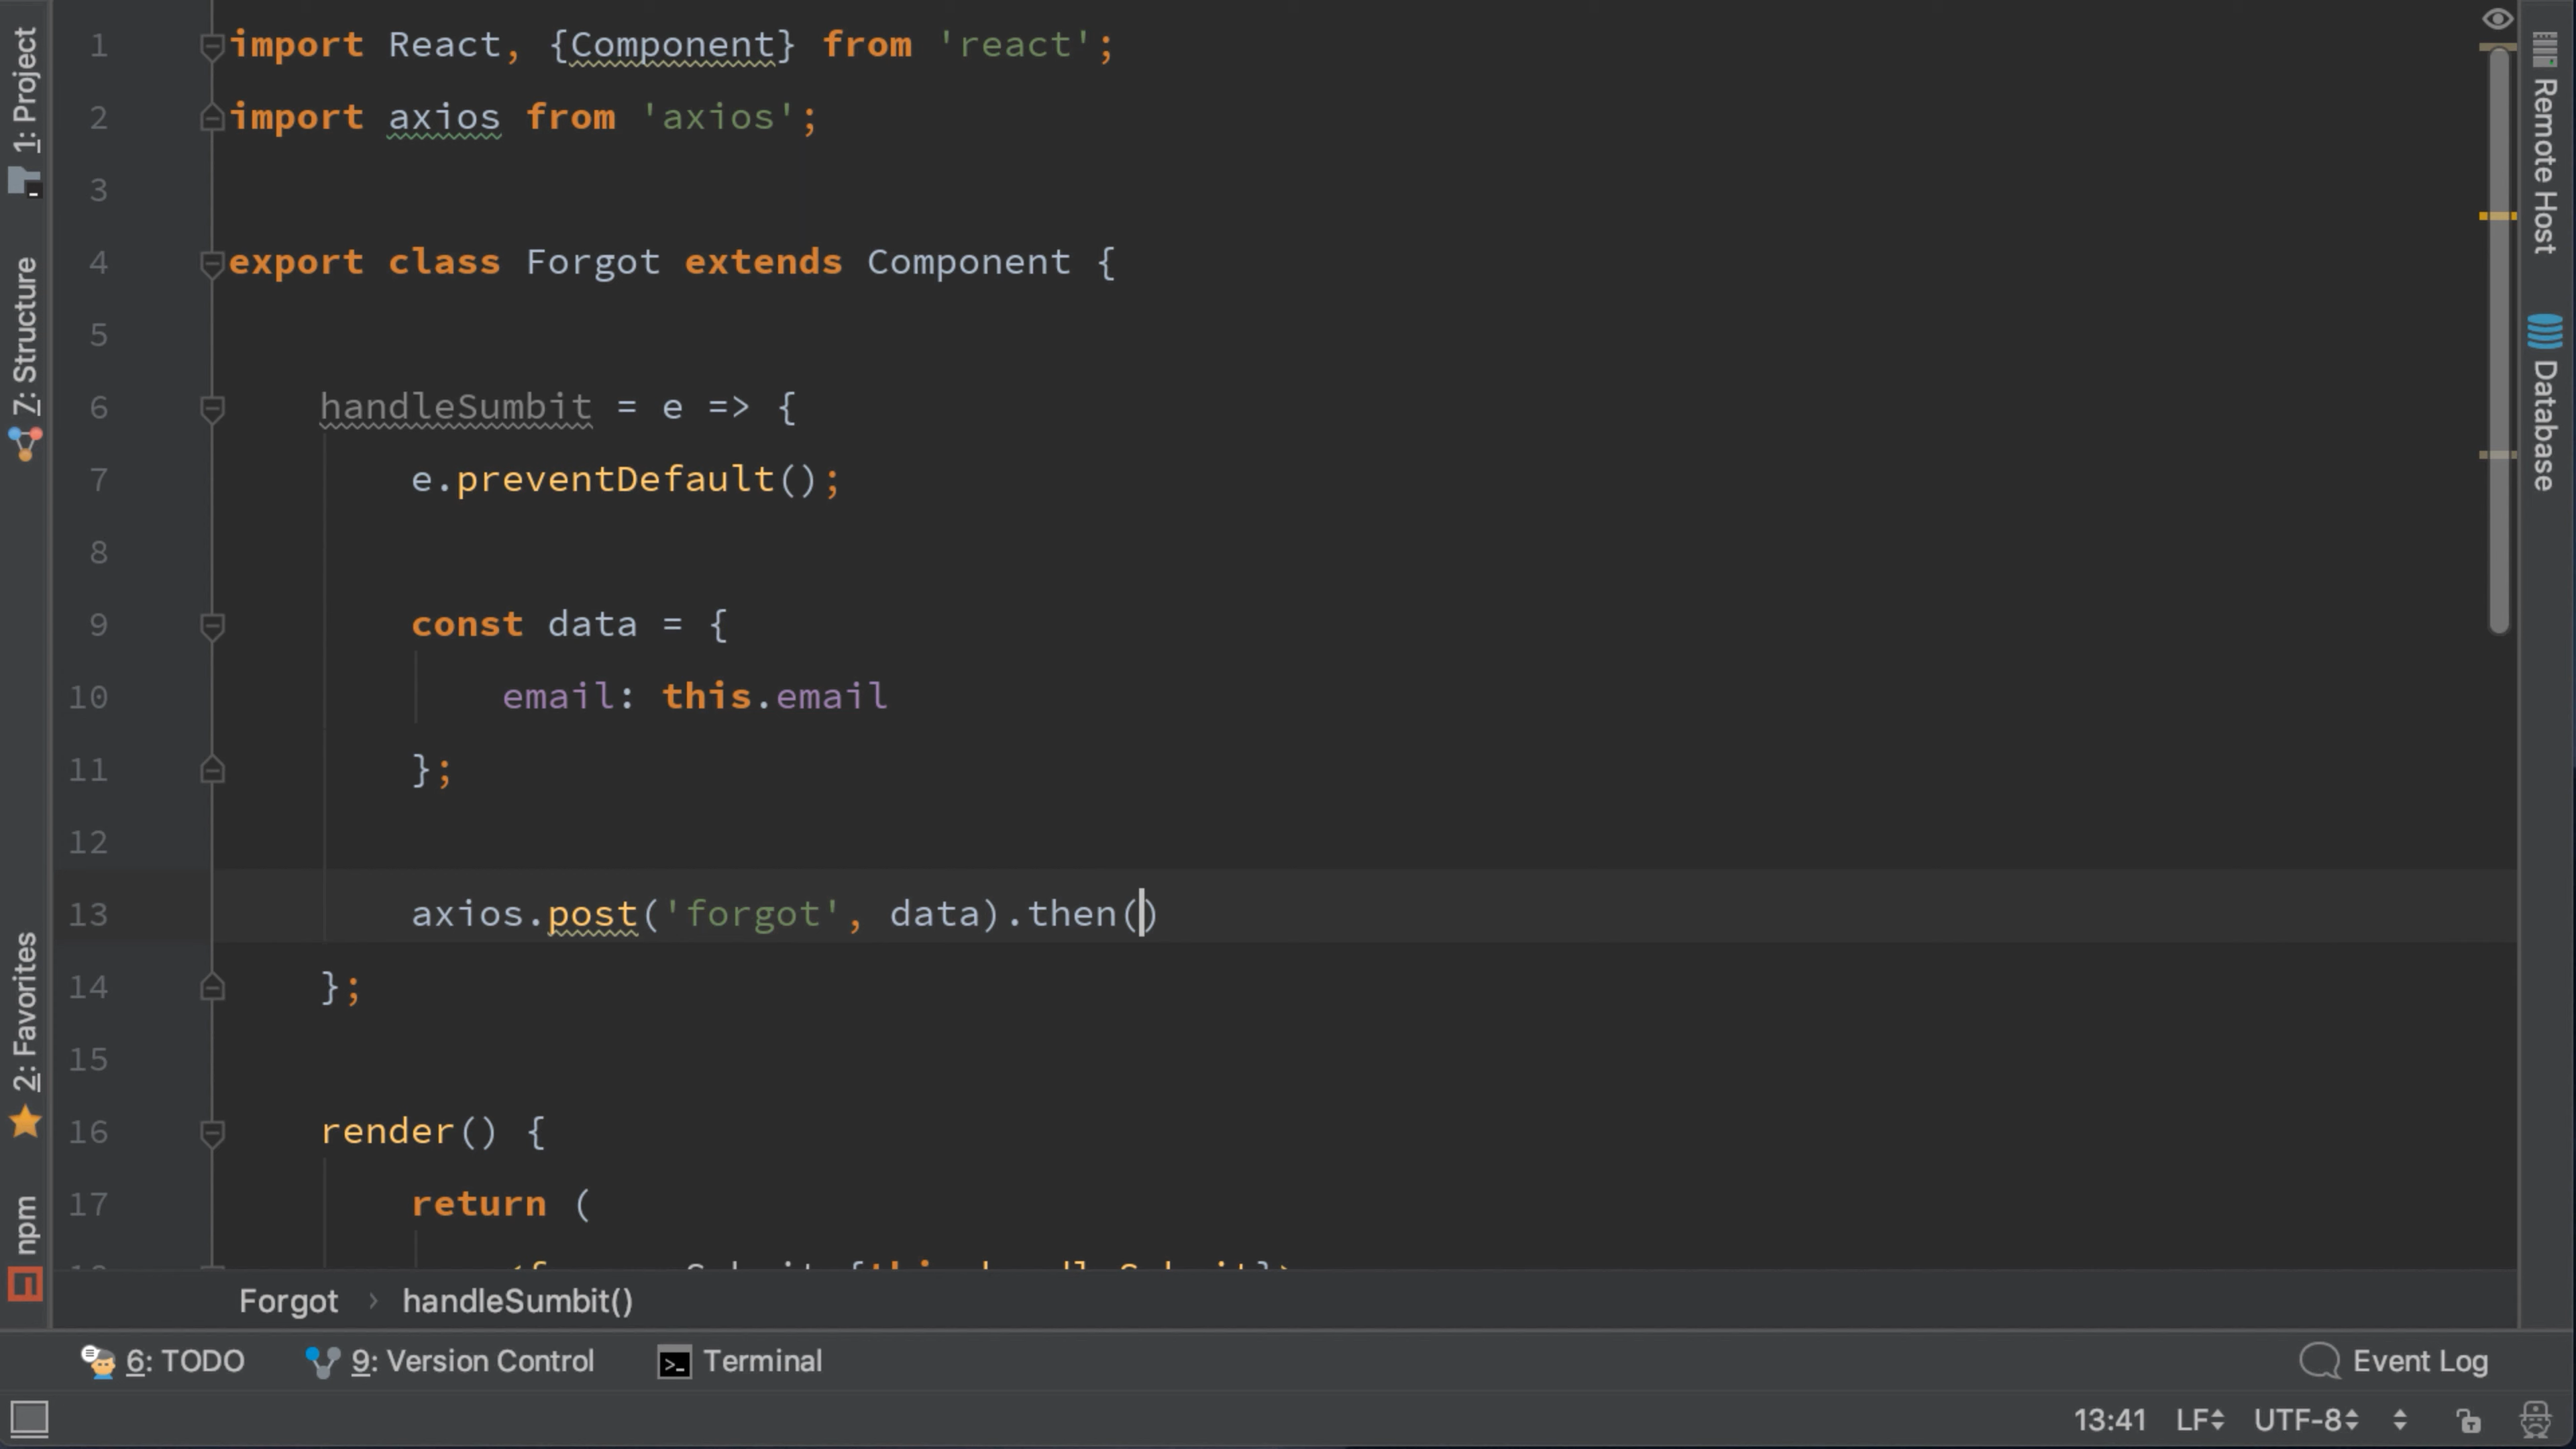 1: Project
7: Structure
2: Favorites
npm
1 import React, {Component} from 'react';
2 import axios from 'axios';
3
4 export class Forgot extends Component {
5
6 handleSumbit = e => {
7 e.preventDefault();
8
9 const data = {
10 email: this.email
11 };
12
13 axios.post('forgot', data).then()
14 };
15
16 render() {
17 return (
Remote Host
Database
Forgot › handleSumbit()
6: TODO 9: Version Control Terminal Event Log
13:41 LF UTF-8